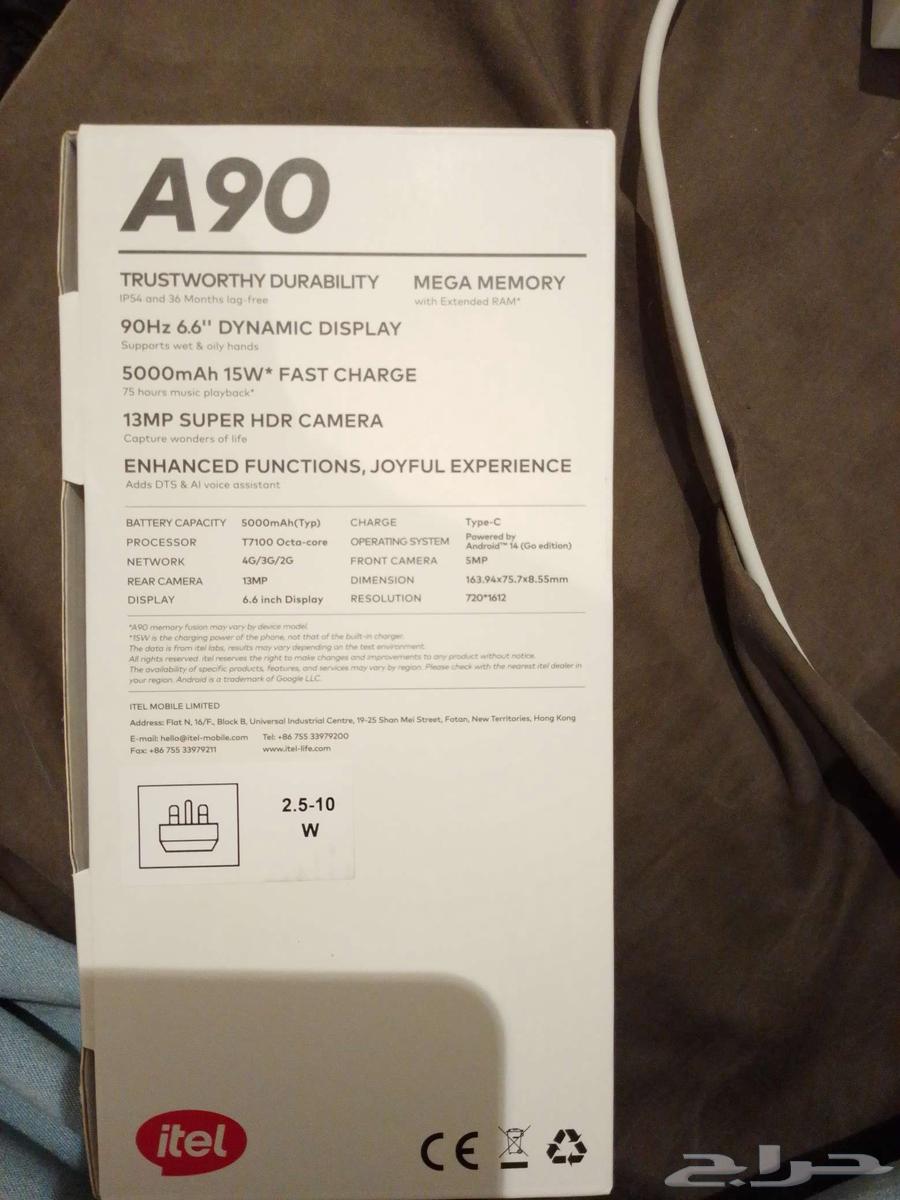 A90
TRUSTWORTHY DURABILITY MEGA MEMORY
IP54 and 36 Months lag-free with Extended RAM*
90Hz 6.6'' DYNAMIC DISPLAY
Supports wet & oily hands
5000mAh 15W* FAST CHARGE
75 hours music playback*
13MP SUPER HDR CAMERA
Capture wonders of life
ENHANCED FUNCTIONS, JOYFUL EXPERIENCE
Adds DTS & AI voice assistant
BATTERY CAPACITY 5000mAh(Typ) CHARGE Type-C
PROCESSOR T7100 Octa-core OPERATING SYSTEM Powered by Android™ 14 (Go edition)
NETWORK 4G/3G/2G FRONT CAMERA 5MP
REAR CAMERA 13MP DIMENSION 163.94x75.7x8.55mm
DISPLAY 6.6 inch Display RESOLUTION 720*1612
*A90 memory fusion may vary by device model.
*15W is the charging power of the phone, not that of the built-in charger.
The data is from itel labs, results may vary depending on the test environment.
All rights reserved. itel reserves the right to make changes and improvements to any product without notice.
The availability of specific products, features, and services may vary by region. Please check with the nearest itel dealer in
your region. Android is a trademark of Google LLC.
ITEL MOBILE LIMITED
Address: Flat N, 16/F., Block B, Universal Industrial Centre, 19-25 Shan Mei Street, Fotan, New Territories, Hong Kong
E-mail: hello@itel-mobile.com Tel: +86 755 33979200
Fax: +86 755 33979211 www.itel-life.com
2.5-10
W
itel
CE
حراج